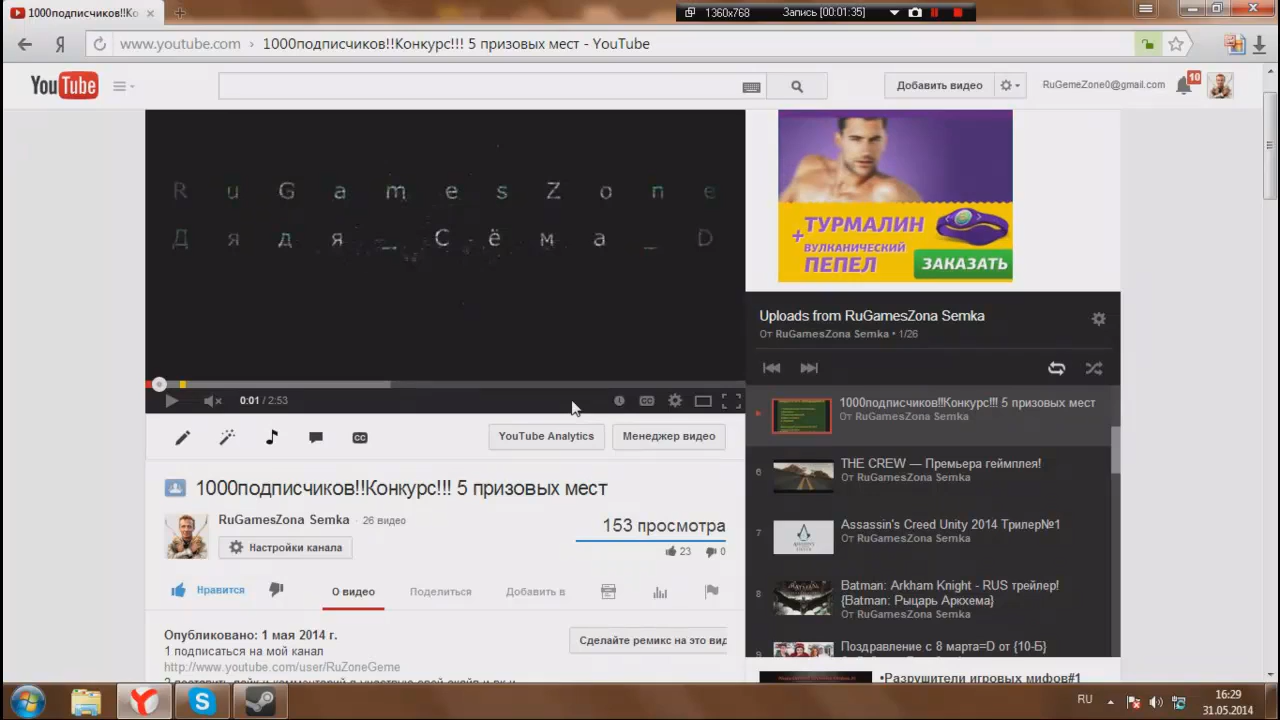 1000подписчиков!!Ко
1360x768
Запись [00:01:35]
Я
www.youtube.com › 1000подписчиков!!Конкурс!!! 5 призовых мест - YouTube
YouTube
Добавить видео
RuGemeZone0@gmail.com
10
R u G a m e s Z o n e
Д я д я _ С ё м а _ D
ТУРМАЛИН
+ ВУЛКАНИЧЕСКИЙ
ПЕПЕЛ
ЗАКАЗАТЬ
0:01 / 2:53
CC
Uploads from RuGamesZona Semka
От RuGamesZona Semka • 1/26
1000подписчиков!!Конкурс!!! 5 призовых мест
От RuGamesZona Semka
6
THE CREW — Премьера геймплея!
От RuGamesZona Semka
7
Assassin's Creed Unity 2014 Трилер№1
От RuGamesZona Semka
8
Batman: Arkham Knight - RUS трейлер!
{Batman: Рыцарь Аркхема}
От RuGamesZona Semka
9
Поздравление с 8 марта=D от {10-Б}
•Разрушители игровых мифов#1
CC
YouTube Analytics
Менеджер видео
1000подписчиков!!Конкурс!!! 5 призовых мест
RuGamesZona Semka · 26 видео
Настройки канала
153 просмотра
23
0
Нравится
О видео
Поделиться
Добавить в
Опубликовано: 1 мая 2014 г.
Сделайте ремикс на это вид
1 подписаться на мой канал
http://www.youtube.com/user/RuZoneGeme
RU
16:29
31.05.2014